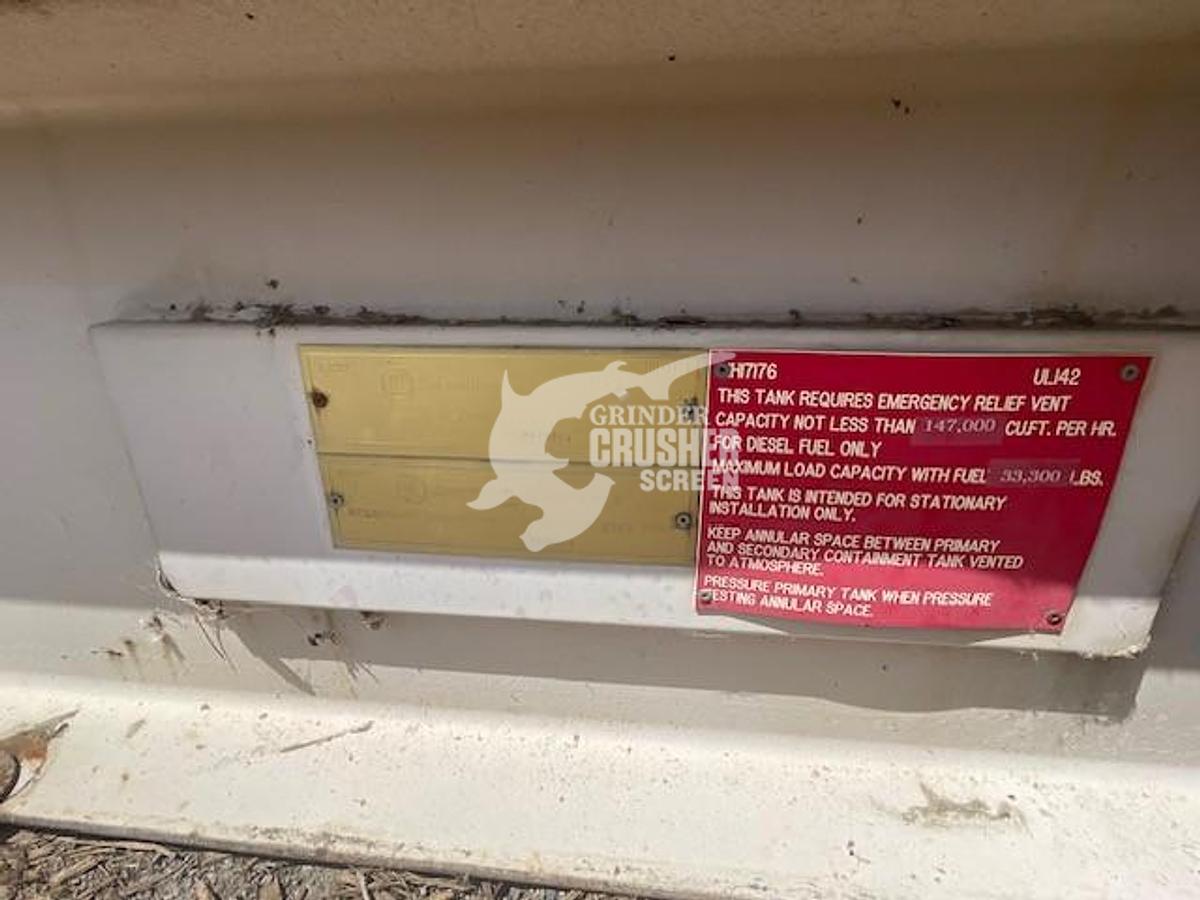 GRINDER
CRUSHER
SCREEN
H17176 UL142
THIS TANK REQUIRES EMERGENCY RELIEF VENT
CAPACITY NOT LESS THAN 147,000 CU.FT. PER HR.
FOR DIESEL FUEL ONLY
MAXIMUM LOAD CAPACITY WITH FUEL 33,300 LBS.
THIS TANK IS INTENDED FOR STATIONARY
INSTALLATION ONLY.
KEEP ANNULAR SPACE BETWEEN PRIMARY
AND SECONDARY CONTAINMENT TANK VENTED
TO ATMOSPHERE.
PRESSURE PRIMARY TANK WHEN PRESSURE
TESTING ANNULAR SPACE.